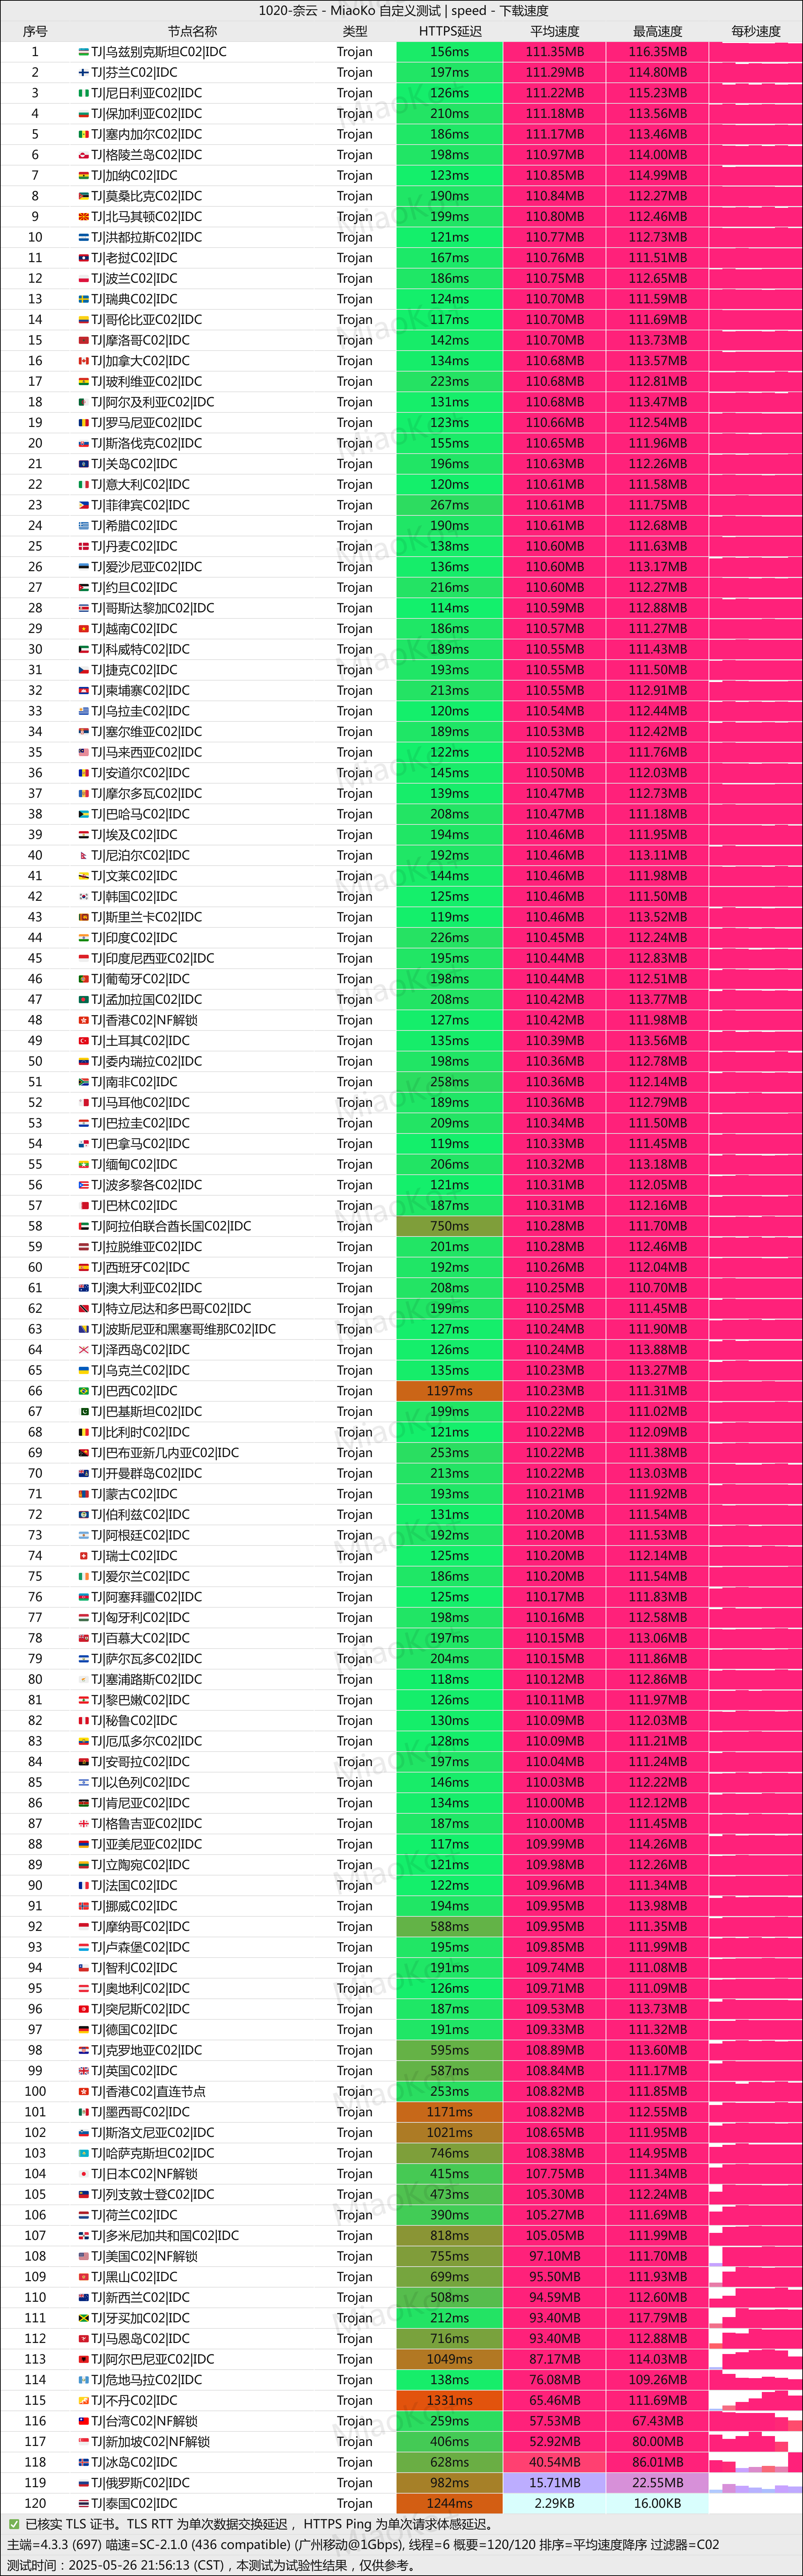 1020-奈云 - MiaoKo 自定义测试 | speed - 下载速度
序号 节点名称 类型 HTTPS延迟 平均速度 最高速度 每秒速度
1 TJ|乌兹别克斯坦C02|IDC Trojan 156ms 111.35MB 116.35MB
2 TJ|芬兰C02|IDC Trojan 197ms 111.29MB 114.80MB
3 TJ|尼日利亚C02|IDC Trojan 126ms 111.22MB 115.23MB
4 TJ|保加利亚C02|IDC Trojan 210ms 111.18MB 113.56MB
5 TJ|塞内加尔C02|IDC Trojan 186ms 111.17MB 113.46MB
6 TJ|格陵兰岛C02|IDC Trojan 198ms 110.97MB 114.00MB
7 TJ|加纳C02|IDC Trojan 123ms 110.85MB 114.99MB
8 TJ|莫桑比克C02|IDC Trojan 190ms 110.84MB 112.27MB
9 TJ|北马其顿C02|IDC Trojan 199ms 110.80MB 112.46MB
10 TJ|洪都拉斯C02|IDC Trojan 121ms 110.77MB 112.73MB
11 TJ|老挝C02|IDC Trojan 167ms 110.76MB 111.51MB
12 TJ|波兰C02|IDC Trojan 186ms 110.75MB 112.65MB
13 TJ|瑞典C02|IDC Trojan 124ms 110.70MB 111.59MB
14 TJ|哥伦比亚C02|IDC Trojan 117ms 110.70MB 111.69MB
15 TJ|摩洛哥C02|IDC Trojan 142ms 110.70MB 113.73MB
16 TJ|加拿大C02|IDC Trojan 134ms 110.68MB 113.57MB
17 TJ|玻利维亚C02|IDC Trojan 223ms 110.68MB 112.81MB
18 TJ|阿尔及利亚C02|IDC Trojan 131ms 110.68MB 113.47MB
19 TJ|罗马尼亚C02|IDC Trojan 123ms 110.66MB 112.54MB
20 TJ|斯洛伐克C02|IDC Trojan 155ms 110.65MB 111.96MB
21 TJ|关岛C02|IDC Trojan 196ms 110.63MB 112.26MB
22 TJ|意大利C02|IDC Trojan 120ms 110.61MB 111.58MB
23 TJ|菲律宾C02|IDC Trojan 267ms 110.61MB 111.75MB
24 TJ|希腊C02|IDC Trojan 190ms 110.61MB 112.68MB
25 TJ|丹麦C02|IDC Trojan 138ms 110.61MB 111.63MB
26 TJ|爱沙尼亚C02|IDC Trojan 136ms 110.60MB 113.17MB
27 TJ|约旦C02|IDC Trojan 216ms 110.60MB 112.27MB
28 TJ|哥斯达黎加C02|IDC Trojan 114ms 110.59MB 112.88MB
29 TJ|越南C02|IDC Trojan 186ms 110.57MB 111.27MB
30 TJ|科威特C02|IDC Trojan 189ms 110.55MB 111.43MB
31 TJ|捷克C02|IDC Trojan 193ms 110.55MB 111.50MB
32 TJ|柬埔寨C02|IDC Trojan 213ms 110.55MB 112.91MB
33 TJ|乌拉圭C02|IDC Trojan 120ms 110.54MB 112.44MB
34 TJ|塞尔维亚C02|IDC Trojan 189ms 110.53MB 112.42MB
35 TJ|马来西亚C02|IDC Trojan 122ms 110.52MB 111.76MB
36 TJ|安道尔C02|IDC Trojan 145ms 110.50MB 112.03MB
37 TJ|摩尔多瓦C02|IDC Trojan 139ms 110.47MB 112.73MB
38 TJ|巴哈马C02|IDC Trojan 208ms 110.47MB 111.18MB
39 TJ|埃及C02|IDC Trojan 194ms 110.46MB 111.95MB
40 TJ|尼泊尔C02|IDC Trojan 192ms 110.46MB 113.11MB
41 TJ|文莱C02|IDC Trojan 144ms 110.46MB 111.98MB
42 TJ|韩国C02|IDC Trojan 125ms 110.46MB 111.50MB
43 TJ|斯里兰卡C02|IDC Trojan 119ms 110.46MB 113.52MB
44 TJ|印度C02|IDC Trojan 226ms 110.45MB 112.24MB
45 TJ|印度尼西亚C02|IDC Trojan 195ms 110.44MB 112.83MB
46 TJ|葡萄牙C02|IDC Trojan 198ms 110.44MB 112.51MB
47 TJ|孟加拉国C02|IDC Trojan 208ms 110.42MB 113.77MB
48 TJ|香港C02|NF解锁 Trojan 127ms 110.42MB 111.98MB
49 TJ|土耳其C02|IDC Trojan 135ms 110.39MB 113.56MB
50 TJ|委内瑞拉C02|IDC Trojan 198ms 110.36MB 112.78MB
51 TJ|南非C02|IDC Trojan 258ms 110.36MB 112.14MB
52 TJ|马耳他C02|IDC Trojan 189ms 110.36MB 112.79MB
53 TJ|巴拉圭C02|IDC Trojan 209ms 110.34MB 111.50MB
54 TJ|巴拿马C02|IDC Trojan 119ms 110.33MB 111.45MB
55 TJ|缅甸C02|IDC Trojan 206ms 110.32MB 113.18MB
56 TJ|波多黎各C02|IDC Trojan 121ms 110.31MB 112.05MB
57 TJ|巴林C02|IDC Trojan 187ms 110.31MB 112.16MB
58 TJ|阿拉伯联合酋长国C02|IDC Trojan 750ms 110.28MB 111.70MB
59 TJ|拉脱维亚C02|IDC Trojan 201ms 110.28MB 112.46MB
60 TJ|西班牙C02|IDC Trojan 192ms 110.26MB 112.04MB
61 TJ|澳大利亚C02|IDC Trojan 208ms 110.25MB 110.70MB
62 TJ|特立尼达和多巴哥C02|IDC Trojan 199ms 110.25MB 111.45MB
63 TJ|波斯尼亚和黑塞哥维那C02|IDC Trojan 127ms 110.24MB 111.90MB
64 TJ|泽西岛C02|IDC Trojan 126ms 110.24MB 113.88MB
65 TJ|乌克兰C02|IDC Trojan 135ms 110.23MB 113.27MB
66 TJ|巴西C02|IDC Trojan 1197ms 110.23MB 111.31MB
67 TJ|巴基斯坦C02|IDC Trojan 199ms 110.22MB 111.02MB
68 TJ|比利时C02|IDC Trojan 121ms 110.22MB 112.09MB
69 TJ|巴布亚新几内亚C02|IDC Trojan 253ms 110.22MB 111.38MB
70 TJ|开曼群岛C02|IDC Trojan 213ms 110.22MB 113.03MB
71 TJ|蒙古C02|IDC Trojan 193ms 110.21MB 111.92MB
72 TJ|伯利兹C02|IDC Trojan 131ms 110.20MB 111.54MB
73 TJ|阿根廷C02|IDC Trojan 192ms 110.20MB 111.53MB
74 TJ|瑞士C02|IDC Trojan 125ms 110.20MB 112.14MB
75 TJ|爱尔兰C02|IDC Trojan 186ms 110.20MB 111.54MB
76 TJ|阿塞拜疆C02|IDC Trojan 125ms 110.17MB 111.83MB
77 TJ|匈牙利C02|IDC Trojan 198ms 110.16MB 112.58MB
78 TJ|百慕大C02|IDC Trojan 197ms 110.15MB 113.06MB
79 TJ|萨尔瓦多C02|IDC Trojan 204ms 110.15MB 111.86MB
80 TJ|塞浦路斯C02|IDC Trojan 118ms 110.12MB 112.86MB
81 TJ|黎巴嫩C02|IDC Trojan 126ms 110.11MB 111.97MB
82 TJ|秘鲁C02|IDC Trojan 130ms 110.09MB 112.03MB
83 TJ|厄瓜多尔C02|IDC Trojan 128ms 110.09MB 111.21MB
84 TJ|安哥拉C02|IDC Trojan 197ms 110.04MB 111.24MB
85 TJ|以色列C02|IDC Trojan 146ms 110.03MB 112.22MB
86 TJ|肯尼亚C02|IDC Trojan 134ms 110.00MB 112.12MB
87 TJ|格鲁吉亚C02|IDC Trojan 187ms 110.00MB 111.45MB
88 TJ|亚美尼亚C02|IDC Trojan 117ms 109.99MB 114.26MB
89 TJ|立陶宛C02|IDC Trojan 121ms 109.98MB 112.26MB
90 TJ|法国C02|IDC Trojan 122ms 109.96MB 111.34MB
91 TJ|挪威C02|IDC Trojan 194ms 109.95MB 113.98MB
92 TJ|摩纳哥C02|IDC Trojan 588ms 109.95MB 111.35MB
93 TJ|卢森堡C02|IDC Trojan 195ms 109.85MB 111.99MB
94 TJ|智利C02|IDC Trojan 191ms 109.74MB 111.08MB
95 TJ|奥地利C02|IDC Trojan 126ms 109.71MB 111.09MB
96 TJ|突尼斯C02|IDC Trojan 187ms 109.53MB 113.73MB
97 TJ|德国C02|IDC Trojan 191ms 109.33MB 111.32MB
98 TJ|克罗地亚C02|IDC Trojan 595ms 108.89MB 113.60MB
99 TJ|英国C02|IDC Trojan 587ms 108.84MB 111.17MB
100 TJ|香港C02|直连节点 Trojan 253ms 108.82MB 111.85MB
101 TJ|墨西哥C02|IDC Trojan 1171ms 108.82MB 112.55MB
102 TJ|斯洛文尼亚C02|IDC Trojan 1021ms 108.65MB 111.95MB
103 TJ|哈萨克斯坦C02|IDC Trojan 746ms 108.38MB 114.95MB
104 TJ|日本C02|NF解锁 Trojan 415ms 107.75MB 111.34MB
105 TJ|列支敦士登C02|IDC Trojan 473ms 105.30MB 112.24MB
106 TJ|荷兰C02|IDC Trojan 390ms 105.27MB 111.69MB
107 TJ|多米尼加共和国C02|IDC Trojan 818ms 105.05MB 111.99MB
108 TJ|美国C02|NF解锁 Trojan 755ms 97.10MB 111.70MB
109 TJ|黑山C02|IDC Trojan 699ms 95.50MB 111.93MB
110 TJ|新西兰C02|IDC Trojan 508ms 94.59MB 112.60MB
111 TJ|牙买加C02|IDC Trojan 212ms 93.40MB 117.79MB
112 TJ|马恩岛C02|IDC Trojan 716ms 93.40MB 112.88MB
113 TJ|阿尔巴尼亚C02|IDC Trojan 1049ms 87.17MB 114.03MB
114 TJ|危地马拉C02|IDC Trojan 138ms 76.08MB 109.26MB
115 TJ|不丹C02|IDC Trojan 1331ms 65.46MB 111.69MB
116 TJ|台湾C02|NF解锁 Trojan 259ms 57.53MB 67.43MB
117 TJ|新加坡C02|NF解锁 Trojan 406ms 52.92MB 80.00MB
118 TJ|冰岛C02|IDC Trojan 628ms 40.54MB 86.01MB
119 TJ|俄罗斯C02|IDC Trojan 982ms 15.71MB 22.55MB
120 TJ|泰国C02|IDC Trojan 1244ms 2.29KB 16.00KB
✅ 已核实 TLS 证书。TLS RTT 为单次数据交换延迟，HTTPS Ping 为单次请求体感延迟。
主端=4.3.3 (697) 喵速=SC-2.1.0 (436 compatible) (广州移动@1Gbps), 线程=6 概要=120/120 排序=平均速度降序 过滤器=C02
测试时间：2025-05-26 21:56:13 (CST)，本测试为试验性结果，仅供参考。